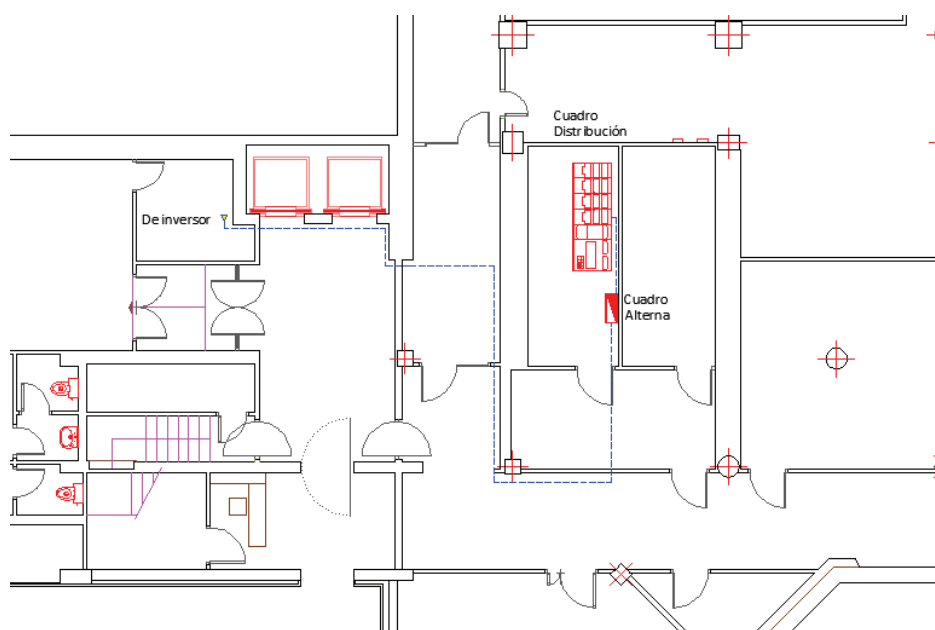 Cuadro
Distribución
De inversor
Cuadro
Alterna